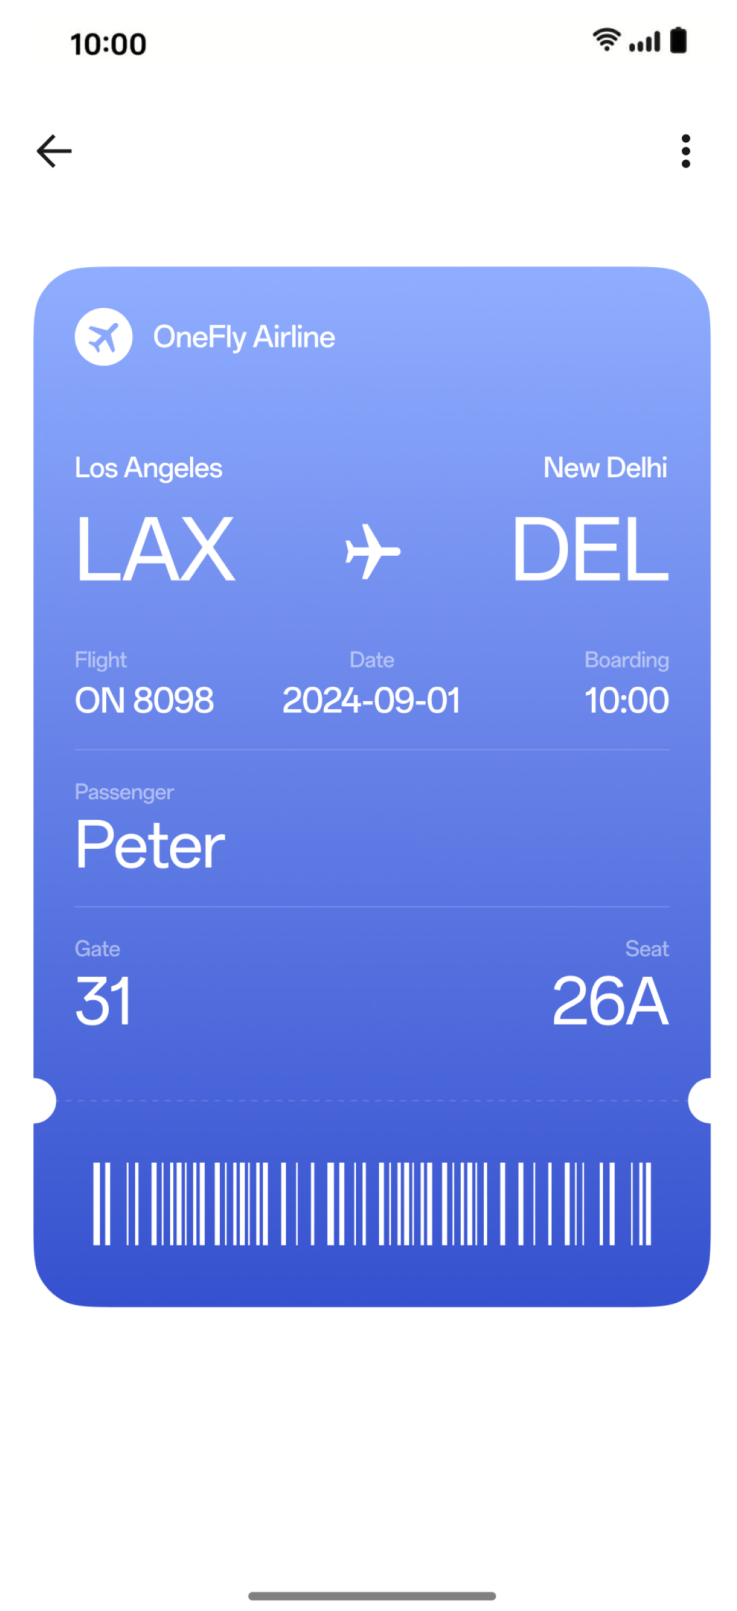 10:00
OneFly Airline
Los Angeles New Delhi
LAX DEL
Flight Date Boarding
ON 8098 2024-09-01 10:00
Passenger
Peter
Gate Seat
31 26A